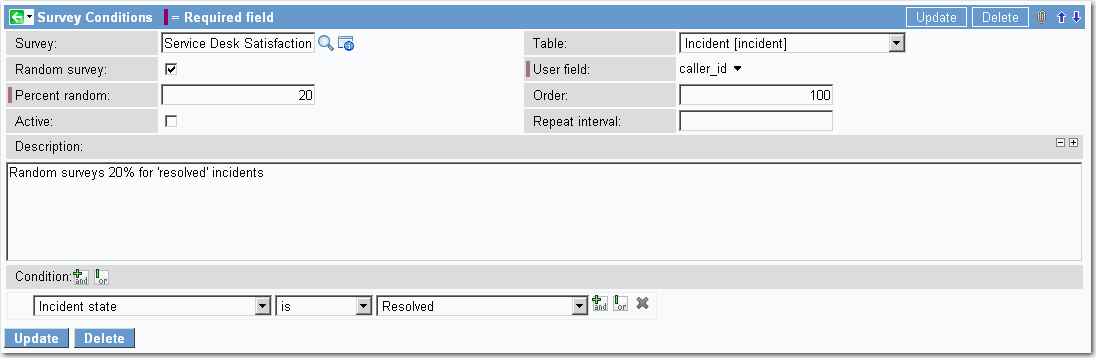 Survey Conditions = Required field Update Delete
Survey: Service Desk Satisfaction Table: Incident [incident]
Random survey: User field: caller_id
Percent random: 20 Order: 100
Active: Repeat interval:
Description:
Random surveys 20% for 'resolved' incidents
Condition: and or
Incident state is Resolved and or
Update Delete